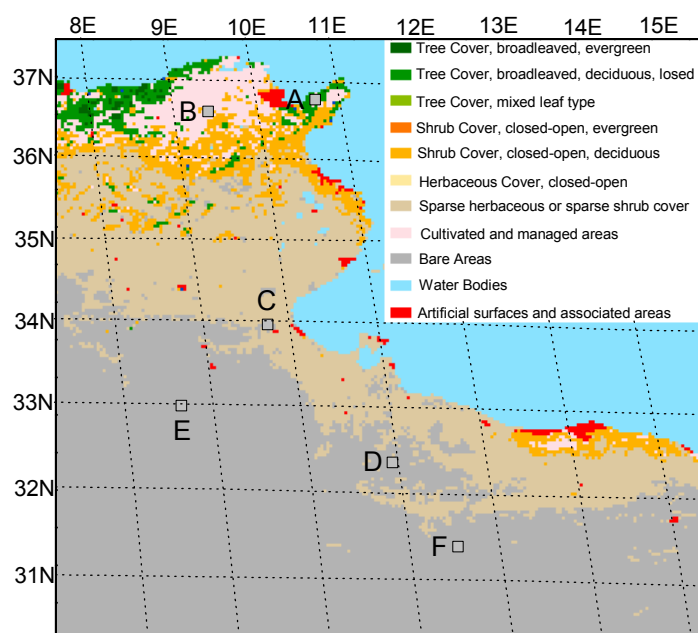 8E 9E 10E 11E 12E 13E 14E 15E
37N
36N
35N
34N
33N
32N
31N
A
B
C
D
E
F
Tree Cover, broadleaved, evergreen
Tree Cover, broadleaved, deciduous, losed
Tree Cover, mixed leaf type
Shrub Cover, closed-open, evergreen
Shrub Cover, closed-open, deciduous
Herbaceous Cover, closed-open
Sparse herbaceous or sparse shrub cover
Cultivated and managed areas
Bare Areas
Water Bodies
Artificial surfaces and associated areas